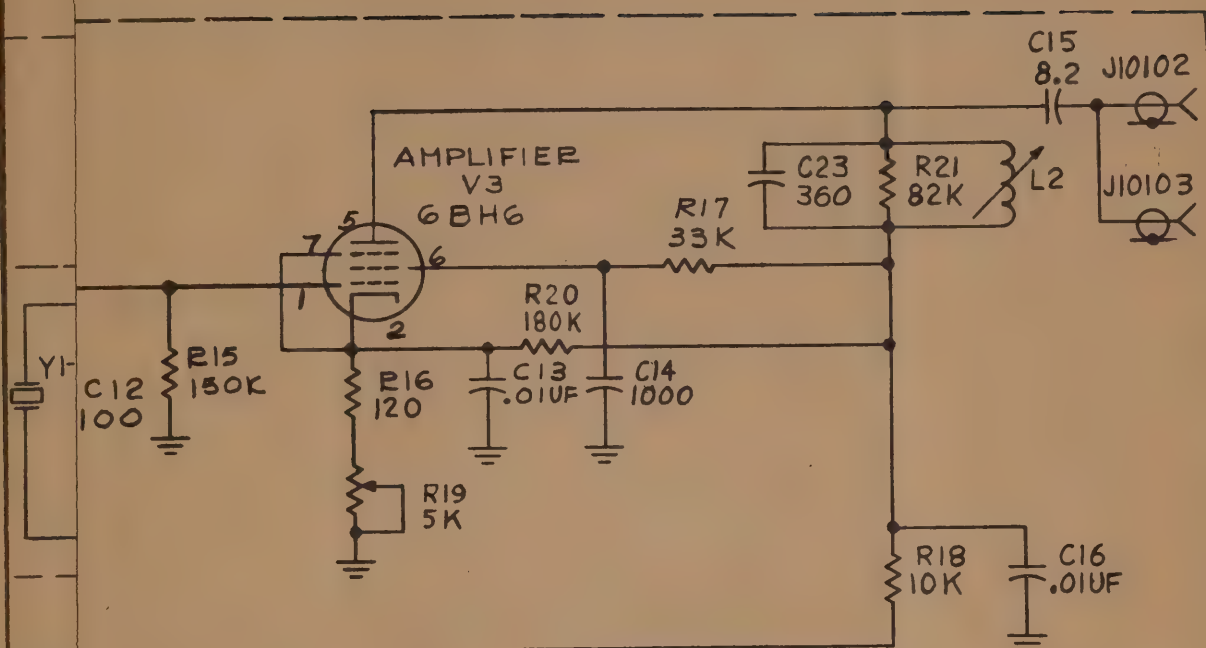 C15
8.2
J10102
AMPLIFIER
V3
6BH6
5
7
6
1
2
C23
360
R21
82K
L2
J10103
R17
33K
R20
180K
Y1-
C12
100
R15
150K
R16
120
C13
.01UF
C14
1000
R19
5K
R18
10K
C16
.01UF